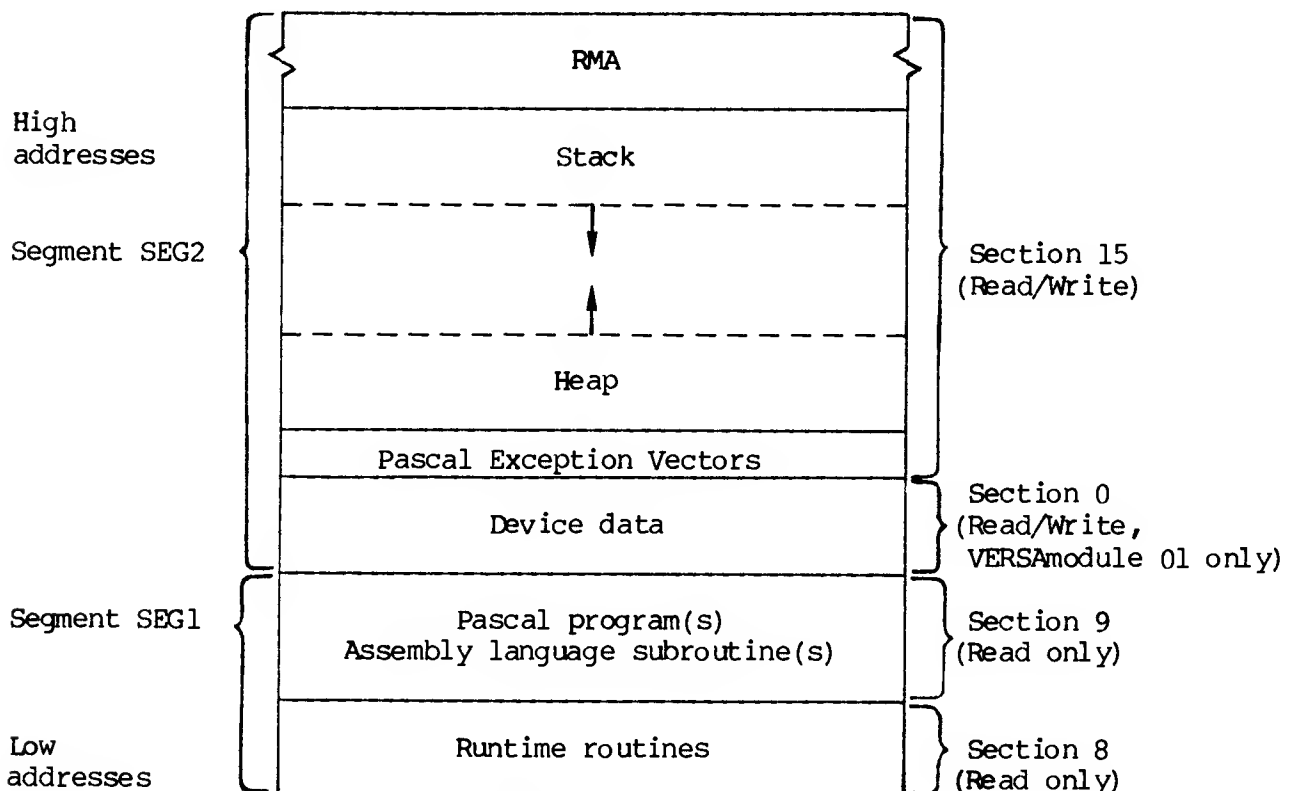 RMA
High
addresses
Stack
Segment SEG2
Section 15
(Read/Write)
Heap
Pascal Exception Vectors
Section 0
(Read/Write,
VERSAmodule 01 only)
Device data
Segment SEG1
Pascal program(s)
Assembly language subroutine(s)
Section 9
(Read only)
Low
addresses
Runtime routines
Section 8
(Read only)